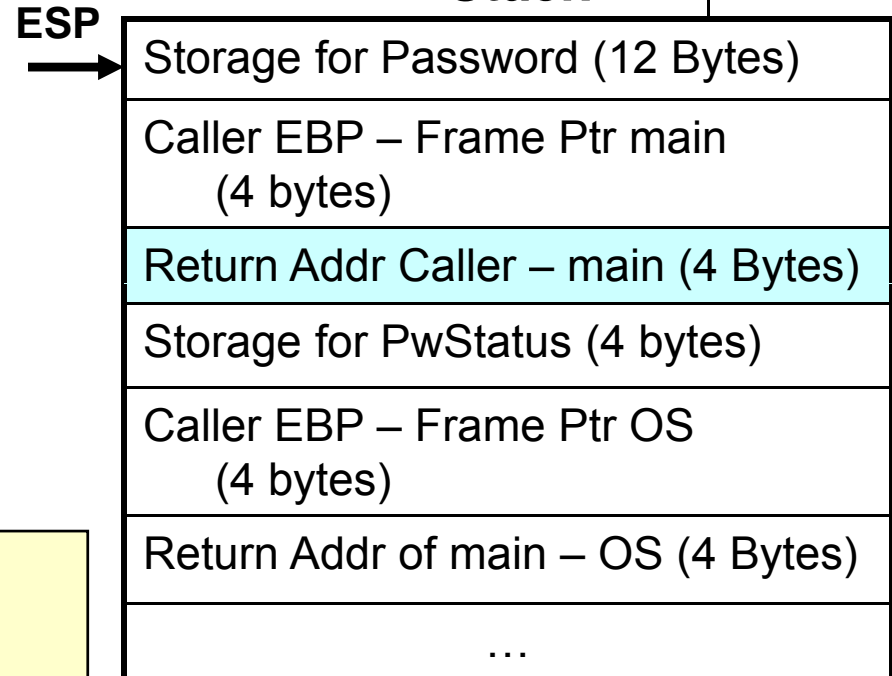 ESP
Storage for Password (12 Bytes)
Caller EBP – Frame Ptr main
(4 bytes)
Return Addr Caller – main (4 Bytes)
Storage for PwStatus (4 bytes)
Caller EBP – Frame Ptr OS
(4 bytes)
Return Addr of main – OS (4 Bytes)
…